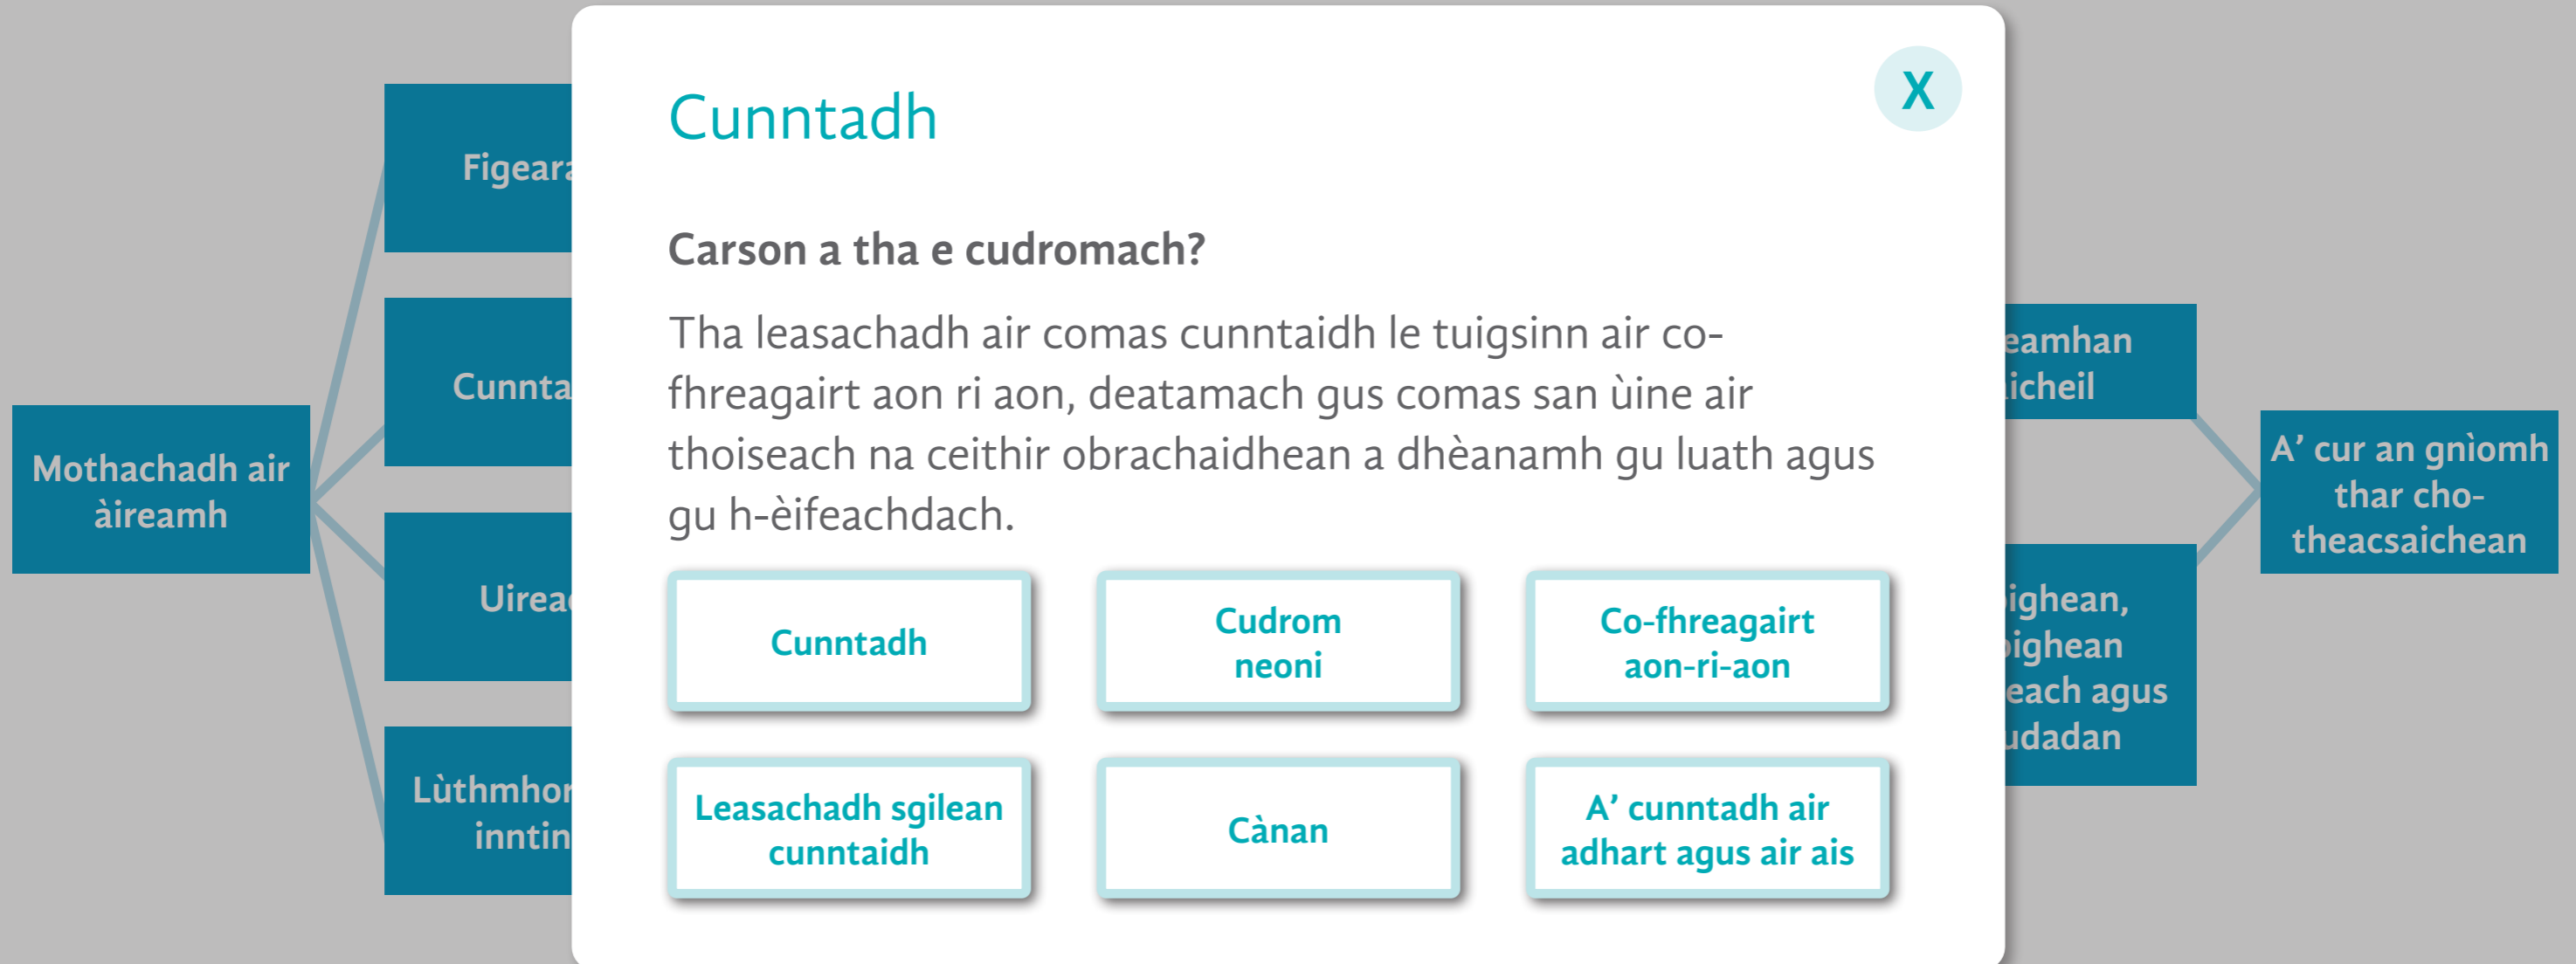 Mothachadh air
àireamh
Cunntadh
X
Carson a tha e cudromach?
Tha leasachadh air comas cunntaidh le tuigsinn air co-
fhreagairt aon ri aon, deatamach gus comas san ùine air
thoiseach na ceithir obrachaidhean a dhèanamh gu luath agus
gu h-èifeachdach.
Cunntadh
Cudrom
neoni
Co-fhreagairt
aon-ri-aon
Leasachadh sgilean
cunntaidh
Cànan
A’ cunntadh air
adhart agus air ais
agus
A’ cur an gnìomh
thar cho-
theacsaichean